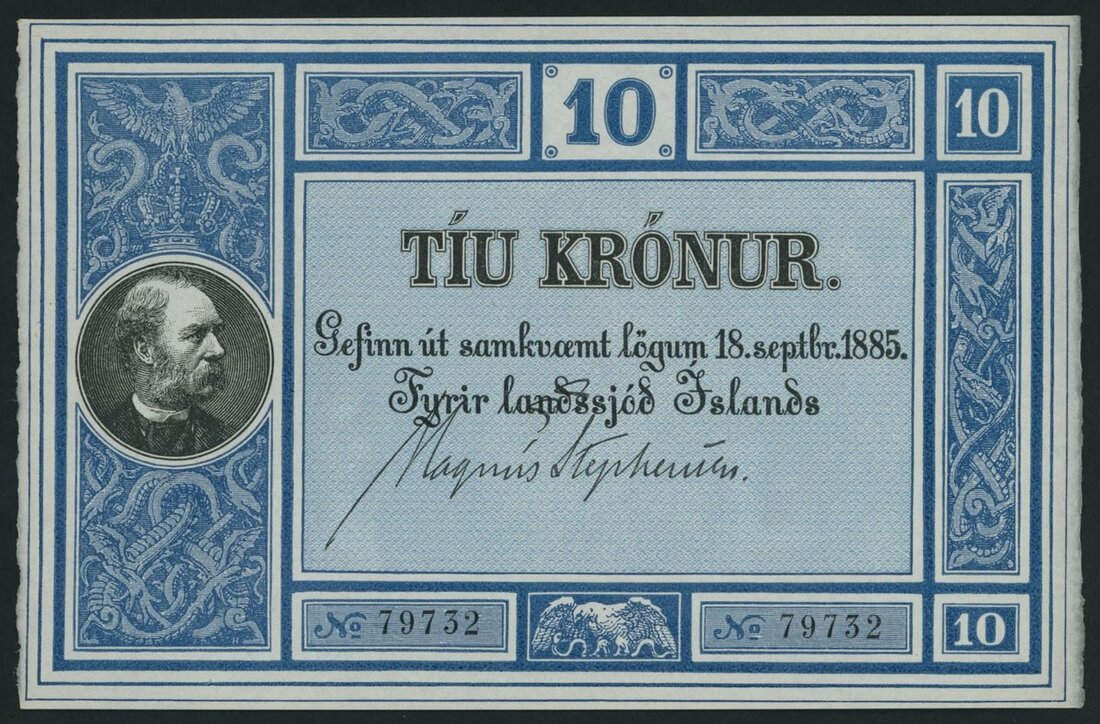 10
10
TÍU KRÓNUR.
Gefinn út samkvæmt lögum 18. septbr. 1885.
Fyrir landssjóð Íslands
Magnús Stephensen.
№ 79732
№ 79732
10